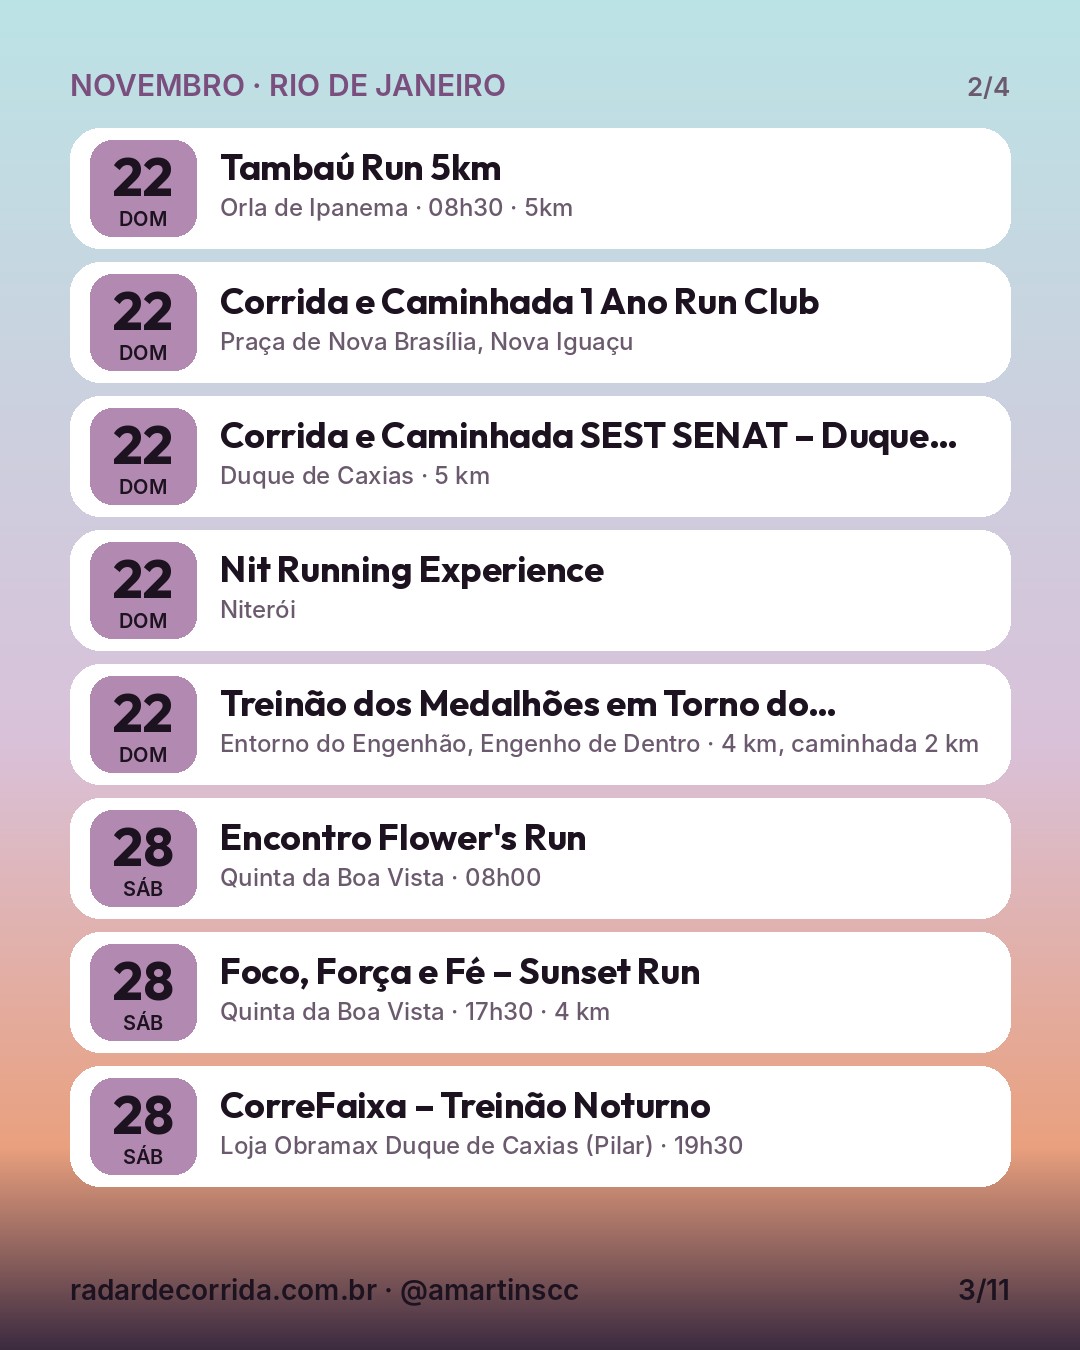 NOVEMBRO · RIO DE JANEIRO
2/4
22
DOM
Tambaú Run 5km
Orla de Ipanema · 08h30 · 5km
22
DOM
Corrida e Caminhada 1 Ano Run Club
Praça de Nova Brasília, Nova Iguaçu
22
DOM
Corrida e Caminhada SEST SENAT – Duque...
Duque de Caxias · 5 km
22
DOM
Nit Running Experience
Niterói
22
DOM
Treinão dos Medalhões em Torno do...
Entorno do Engenhão, Engenho de Dentro · 4 km, caminhada 2 km
28
SÁB
Encontro Flower's Run
Quinta da Boa Vista · 08h00
28
SÁB
Foco, Força e Fé – Sunset Run
Quinta da Boa Vista · 17h30 · 4 km
28
SÁB
CorreFaixa – Treinão Noturno
Loja Obramax Duque de Caxias (Pilar) · 19h30
radardecorrida.com.br · @amartinscc
3/11